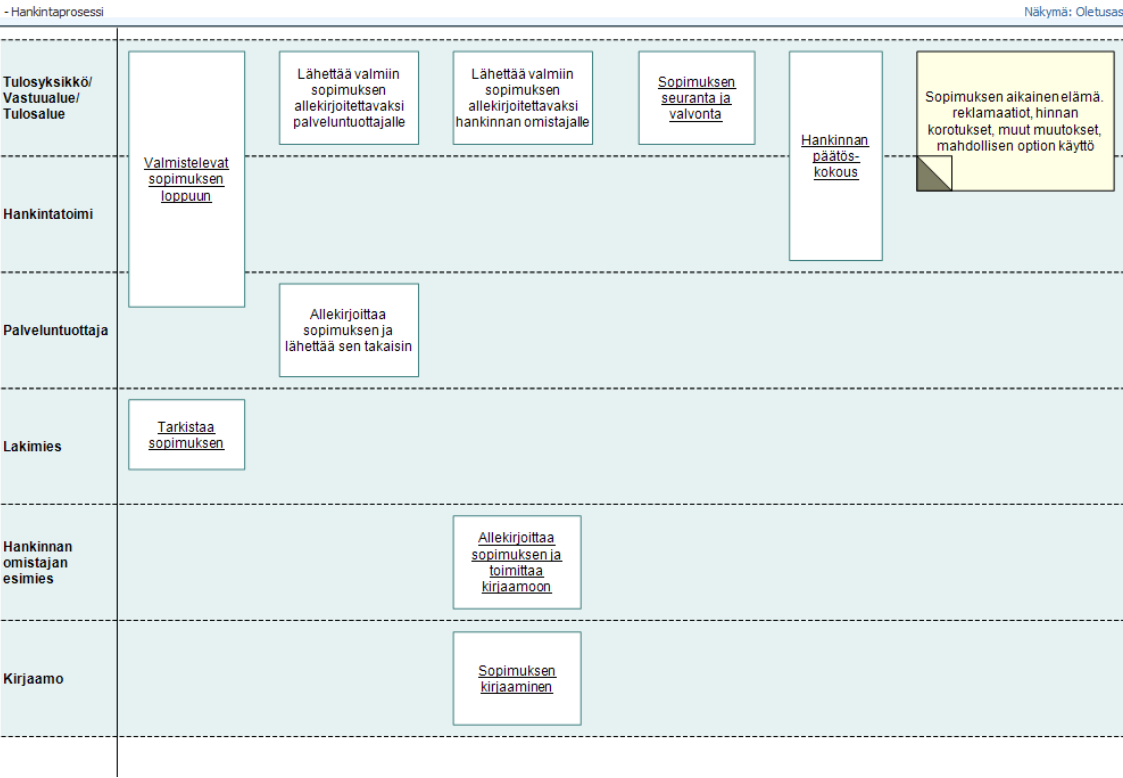 - Hankintaprosessi
Näkymä: Oletusas
Tulosyksikkö/
Vastuualue/
Tulosalue
Valmistelevat
sopimuksen
loppuun
Lähettää valmiin
sopimuksen
allekirjoitettavaksi
palveluntuottajalle
Lähettää valmiin
sopimuksen
allekirjoitettavaksi
hankinnan omistajalle
Sopimuksen
seuranta ja
valvonta
Hankinnan
päätös-
kokous
Sopimuksen aikainen elämä.
reklamaatiot, hinnan
korotukset, muut muutokset,
mahdollisen option käyttö
Hankintatoimi
Palveluntuottaja
Allekirjoittaa
sopimuksen ja
lähettää sen takaisin
Lakimies
Tarkistaa
sopimuksen
Hankinnan
omistajan
esimies
Allekirjoittaa
sopimuksen ja
toimittaa
kirjaamoon
Kirjaamo
Sopimuksen
kirjaaminen